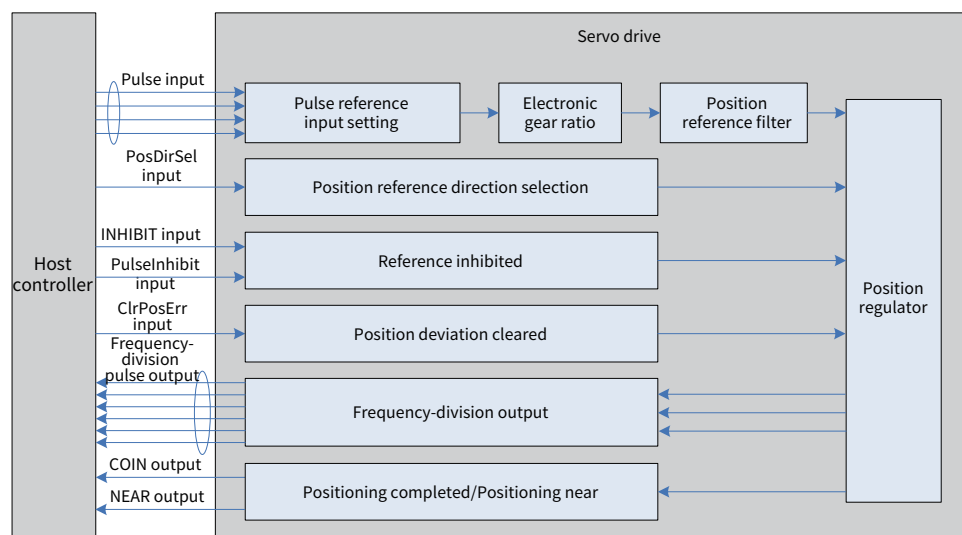 Servo drive
Pulse input
Pulse reference
input setting
Electronic
gear ratio
Position
reference filter
PosDirSel
input
Position reference direction selection
INHIBIT input
PulseInhibit
input
Reference inhibited
Host
controller
Position
regulator
ClrPosErr
input
Position deviation cleared
Frequency-
division
pulse output
Frequency-division output
COIN output
NEAR output
Positioning completed/Positioning near